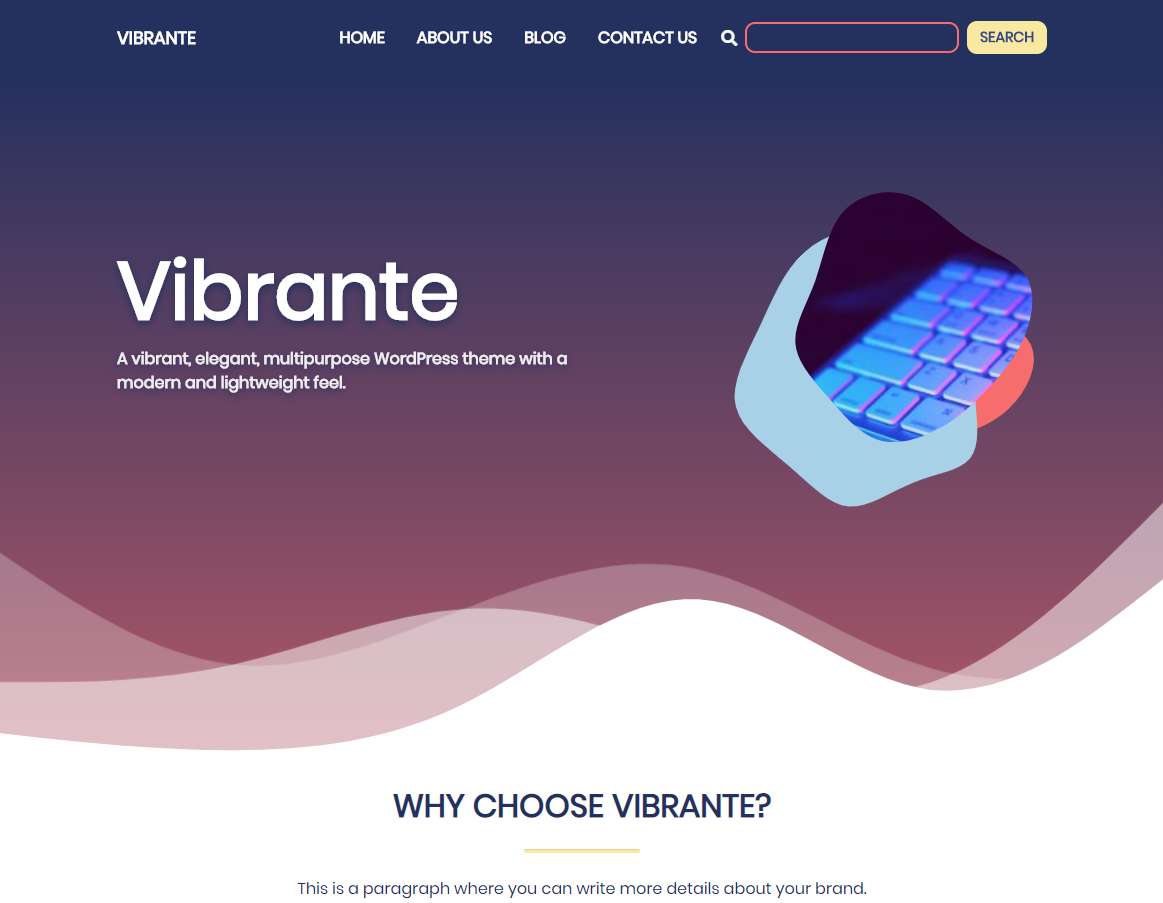 VIBRANTE HOME ABOUT US BLOG CONTACT US SEARCH
Vibrante
A vibrant, elegant, multipurpose WordPress theme with a
modern and lightweight feel.
WHY CHOOSE VIBRANTE?
This is a paragraph where you can write more details about your brand.